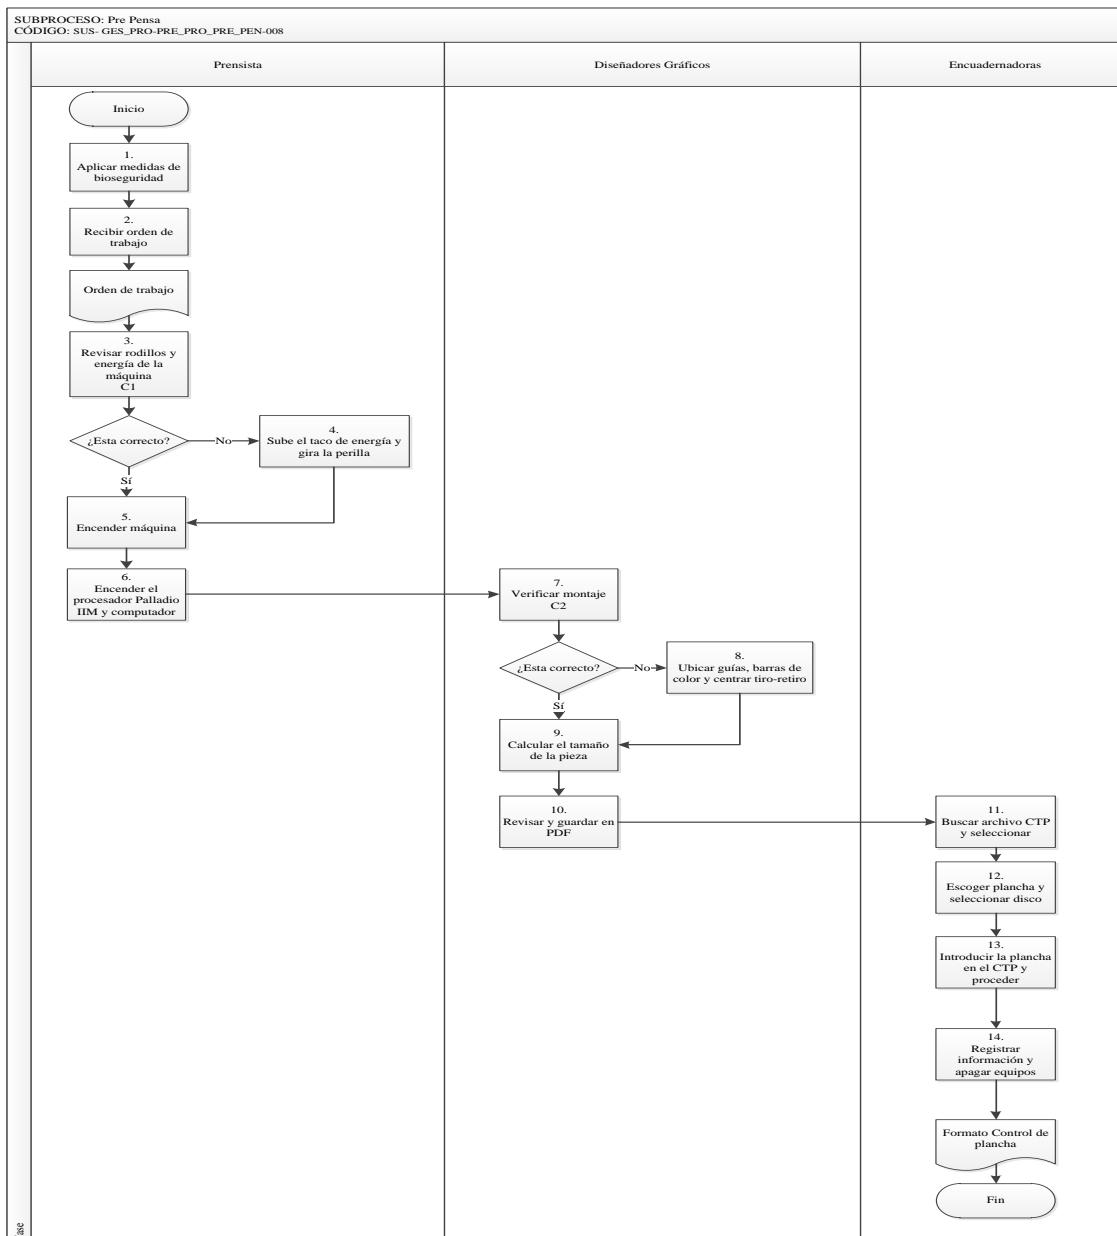 SUBPROCESO: Pre Pensa
CÓDIGO: SUS- GES_PRO-PRE_PRO_PRE_PEN-008
Prensista
Diseñadores Gráficos
Encuadernadoras
Inicio
1.
Aplicar medidas de
bioseguridad
2.
Recibir orden de
trabajo
Orden de trabajo
3.
Revisar rodillos y
energía de la
máquina
C1
¿Esta correcto?
No
4.
Sube el taco de energía y
gira la perilla
Sí
5.
Encender máquina
6.
Encender el
procesador Palladio
IIM y computador
7.
Verificar montaje
C2
¿Esta correcto?
No
8.
Ubicar guías, barras de
color y centrar tiro-retiro
Sí
9.
Calcular el tamaño
de la pieza
10.
Revisar y guardar en
PDF
11.
Buscar archivo CTP
y seleccionar
12.
Escoger plancha y
seleccionar disco
13.
Introducir la plancha
en el CTP y
proceder
14.
Registrar
información y
apagar equipos
Formato Control de
plancha
Fin